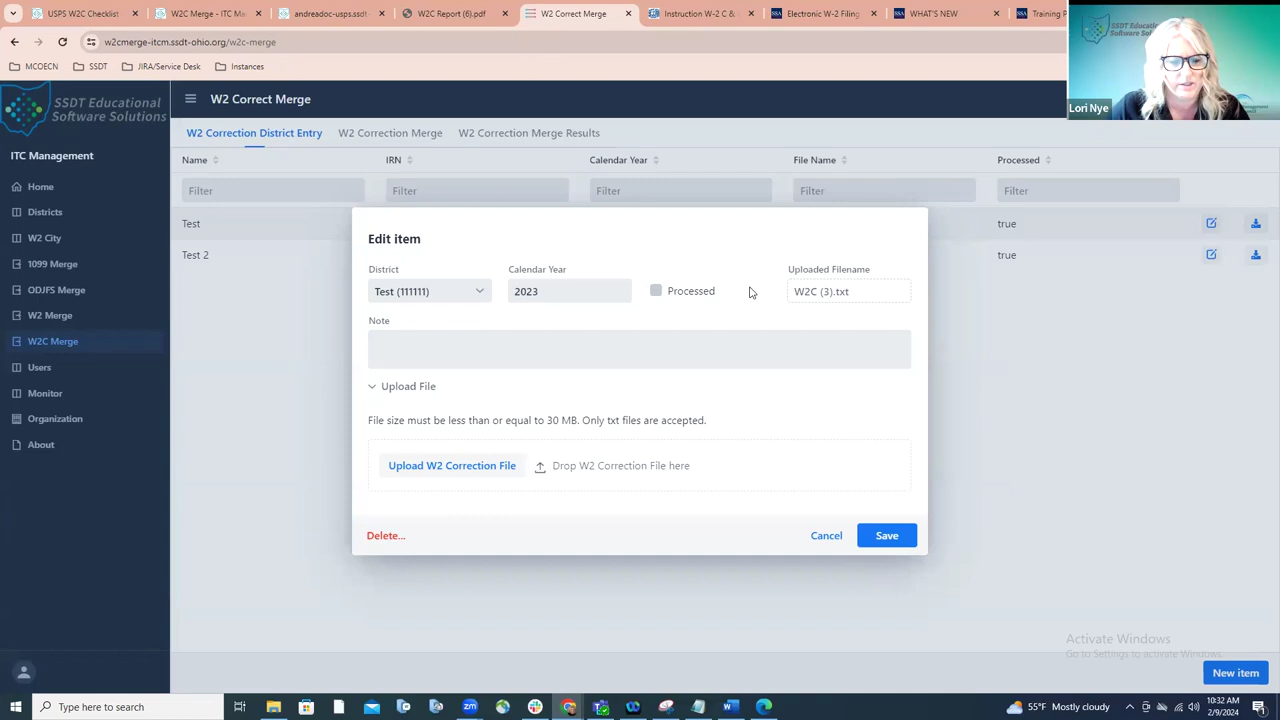 USPS W2C Checklist
W2C - ITC Ma
andreadoc-usps.ssdt
W2C Report (6).pdf
W2 Correct Merge
Instruction W-2 C &
Electronic W-2 Filing
WHAT'S NEW
Training P
w2cmerge-itcm.ssdt-ohio.org/w2c-merge
MCOECN
SSDT
JIRA/Service Desk
Instances
SSDT Educational
Software Solutions
Lori Nye
SSDT Educational
Software Solutions
W2 Correct Merge
W2 Correction District Entry
W2 Correction Merge
W2 Correction Merge Results
ITC Management
Name
IRN
Calendar Year
File Name
Processed
Filter
Filter
Filter
Filter
Filter
Home
Districts
W2 City
1099 Merge
ODJFS Merge
W2 Merge
W2C Merge
Users
Monitor
Organization
About
Test
true
Test 2
true
Edit item
District
Calendar Year
Uploaded Filename
Test (111111)
2023
Processed
W2C (3).txt
Note
Upload File
File size must be less than or equal to 30 MB. Only txt files are accepted.
Upload W2 Correction File
Drop W2 Correction File here
Delete...
Cancel
Save
Activate Windows
Go to Settings to activate Windows.
New item
Type here to search
55°F Mostly cloudy
10:32 AM
2/9/2024